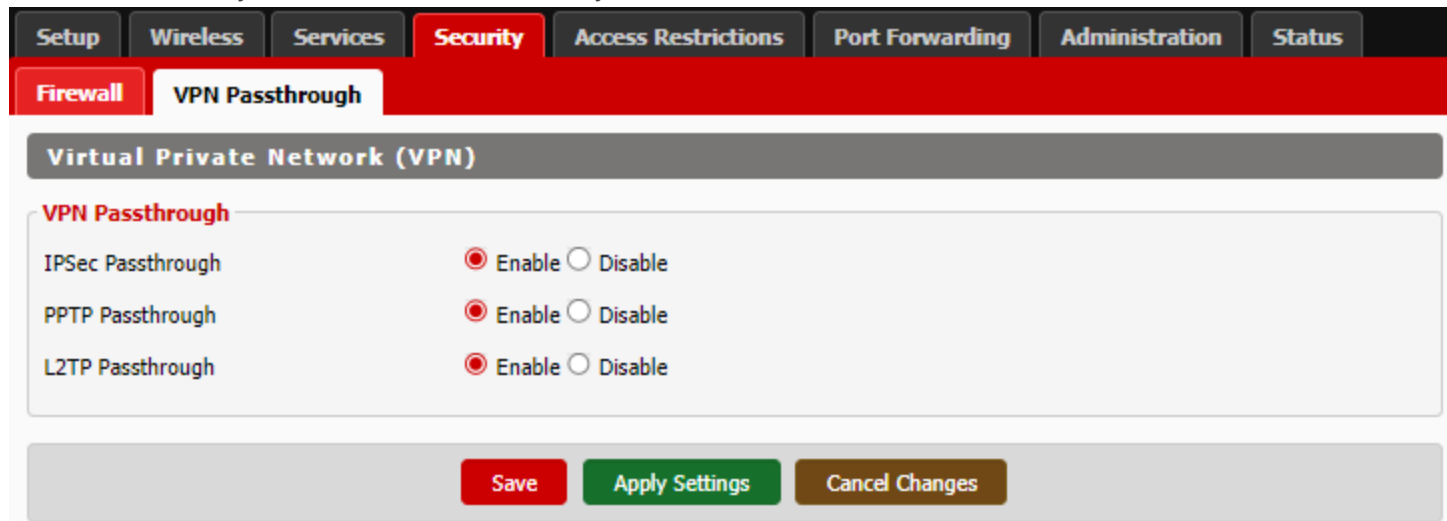 Setup Wireless Services Security Access Restrictions Port Forwarding Administration Status
Firewall VPN Passthrough
Virtual Private Network (VPN)
VPN Passthrough
IPSec Passthrough Enable Disable
PPTP Passthrough Enable Disable
L2TP Passthrough Enable Disable
Save Apply Settings Cancel Changes